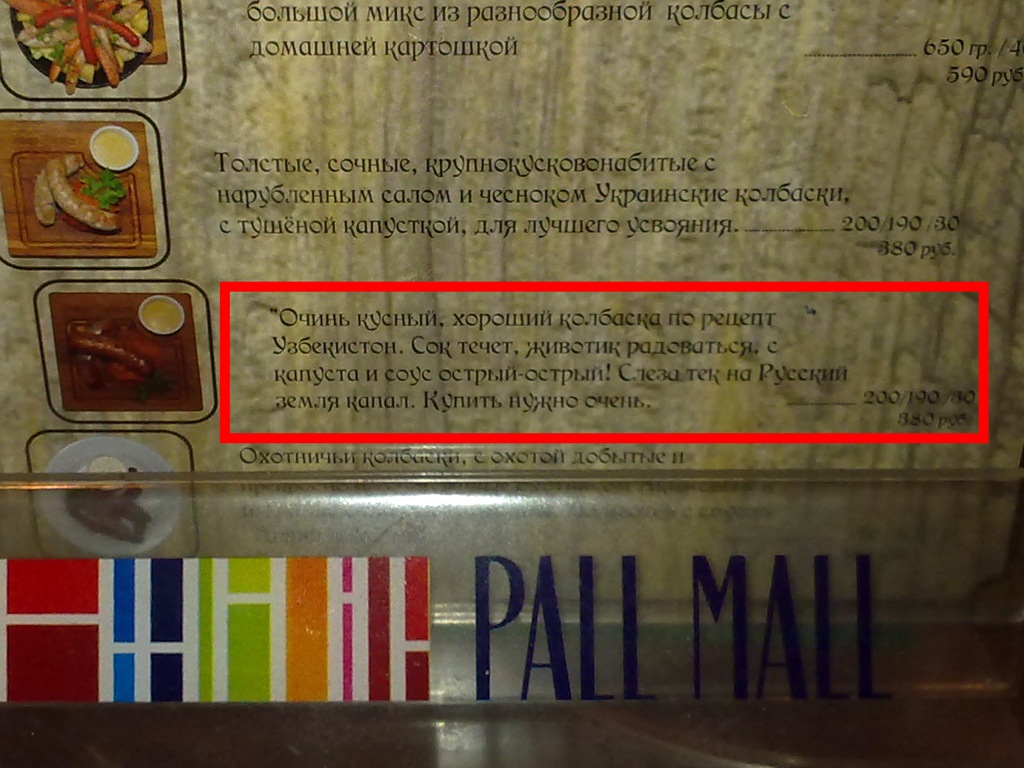 большой микс из разнообразной колбасы с
домашней картошкой
650 гр. / 4
590 руб
Толстые, сочные, крупнокусковонабитые с
нарубленным салом и чесноком Украинские колбаски,
с тушёной капусткой, для лучшего усвояния. 200/190/30
380 руб.
"Очинь кусный, хороший колбаска по рецепт
Узбекистон. Сок течет, животик радоваться. с
капуста и соус острый-острый! Слеза тек на Русский
земля капал. Купить нужно очень. 200/190/30
380 руб.
Охотничьи колбаски, с охотой добытые и
PALL MALL